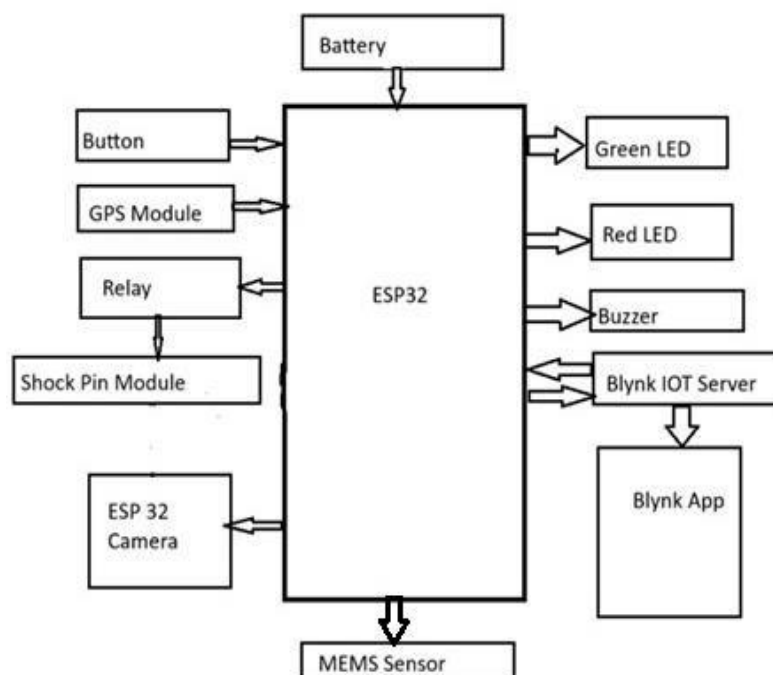 Battery
Button
Green LED
GPS Module
Red LED
Relay
ESP32
Buzzer
Shock Pin Module
Blynk IOT Server
ESP 32
Camera
Blynk App
MEMS Sensor